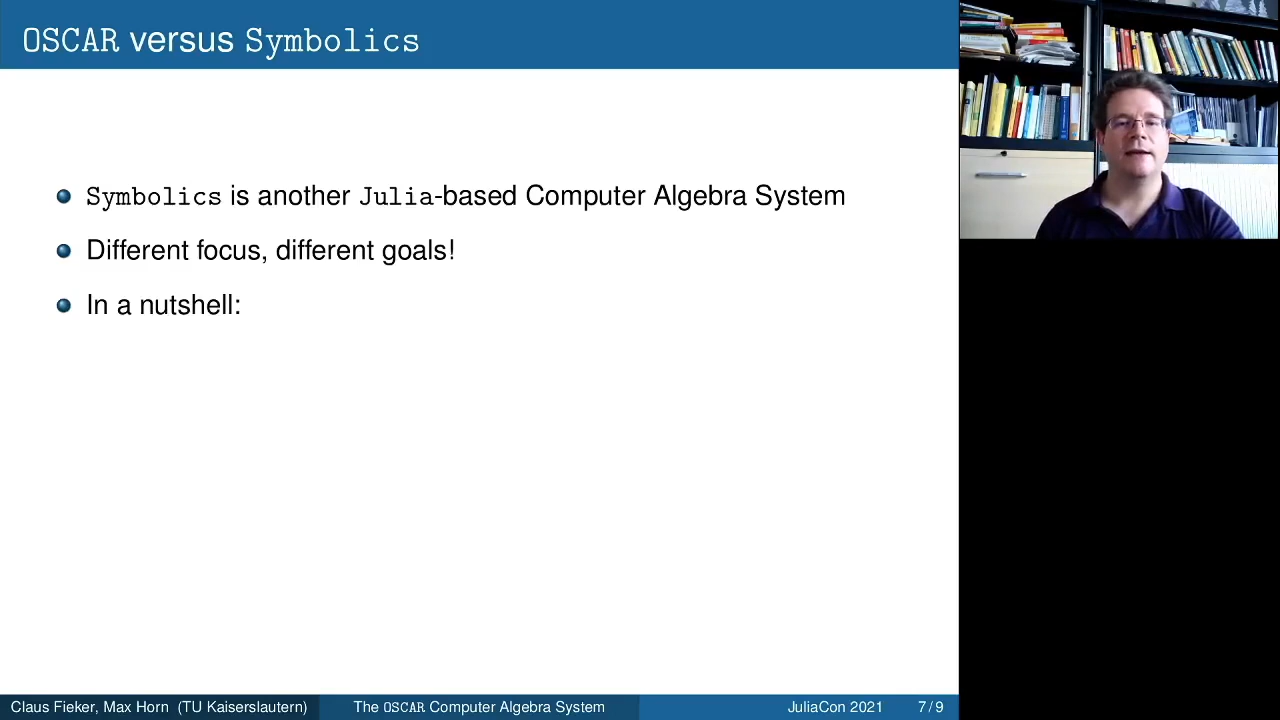 OSCAR versus Symbolics
Symbolics is another Julia-based Computer Algebra System
Different focus, different goals!
In a nutshell:
Claus Fieker, Max Horn (TU Kaiserslautern)
The OSCAR Computer Algebra System
JuliaCon 2021
7 / 9